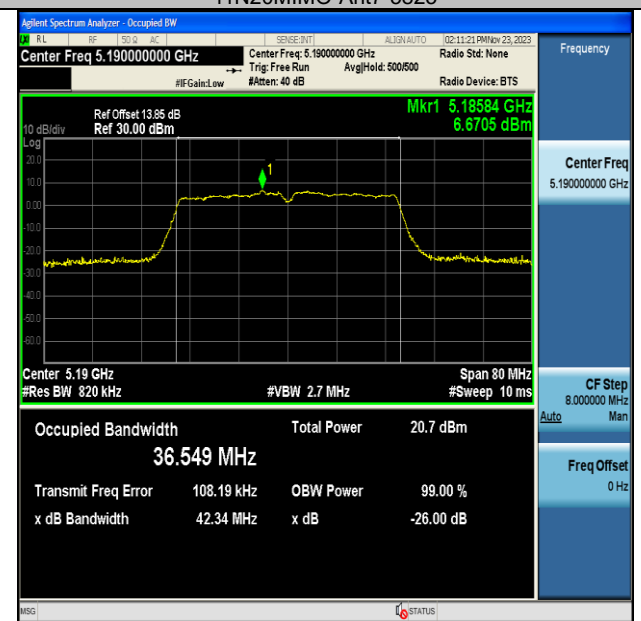 Agilent Spectrum Analyzer - Occupied BW
RL RF 50 Ω AC SENSE:INT ALIGN AUTO 02:11:21 PM Nov 23, 2023
Center Freq 5.190000000 GHz
Center Freq: 5.190000000 GHz
Radio Std: None
Trig: Free Run Avg|Hold: 500/500
#IFGain:Low
#Atten: 40 dB
Radio Device: BTS
Frequency
Ref Offset 13.85 dB
Ref 30.00 dBm
10 dB/div
Log
Mkr1 5.18584 GHz
6.6705 dBm
1
20.0
10.0
0.00
-10.0
-20.0
-30.0
-40.0
-50.0
-60.0
Center 5.19 GHz
Span 80 MHz
#Res BW 820 kHz
#VBW 2.7 MHz
#Sweep 10 ms
Center Freq
5.190000000 GHz
CF Step
8.000000 MHz
Auto Man
Freq Offset
0 Hz
Occupied Bandwidth
36.549 MHz
Total Power 20.7 dBm
Transmit Freq Error 108.19 kHz
OBW Power 99.00 %
x dB Bandwidth 42.34 MHz
x dB -26.00 dB
MSG
STATUS